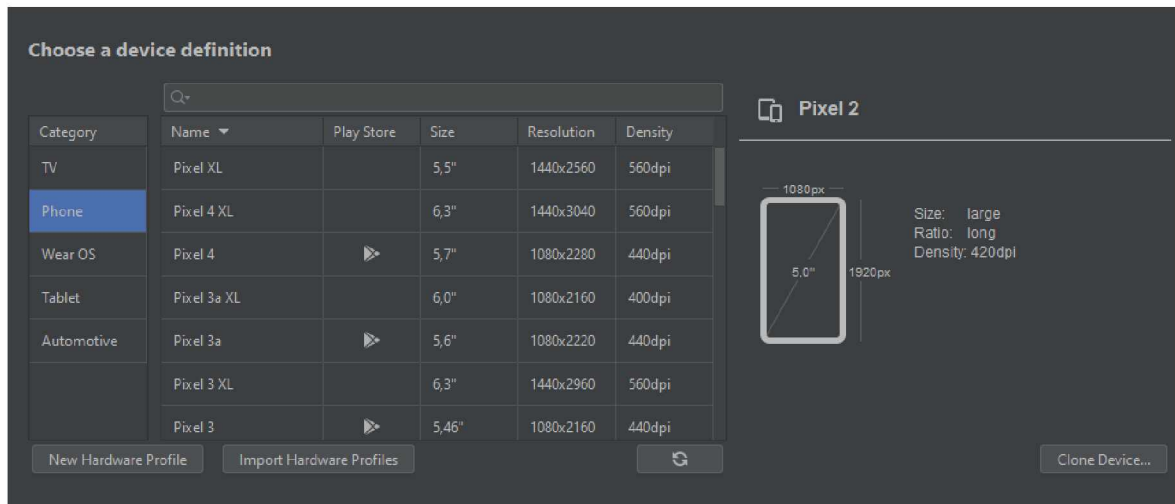 Choose a device definition
Category
TV
Phone
Wear OS
Tablet
Automotive
Name Play Store Size Resolution Density
Pixel XL 5,5" 1440x2560 560dpi
Pixel 4 XL 6,3" 1440x3040 560dpi
Pixel 4 5,7" 1080x2280 440dpi
Pixel 3a XL 6,0" 1080x2160 400dpi
Pixel 3a 5,6" 1080x2220 440dpi
Pixel 3 XL 6,3" 1440x2960 560dpi
Pixel 3 5,46" 1080x2160 440dpi
New Hardware Profile Import Hardware Profiles
Pixel 2
1080px
5,0" 1920px
Size: large
Ratio: long
Density: 420dpi
Clone Device...